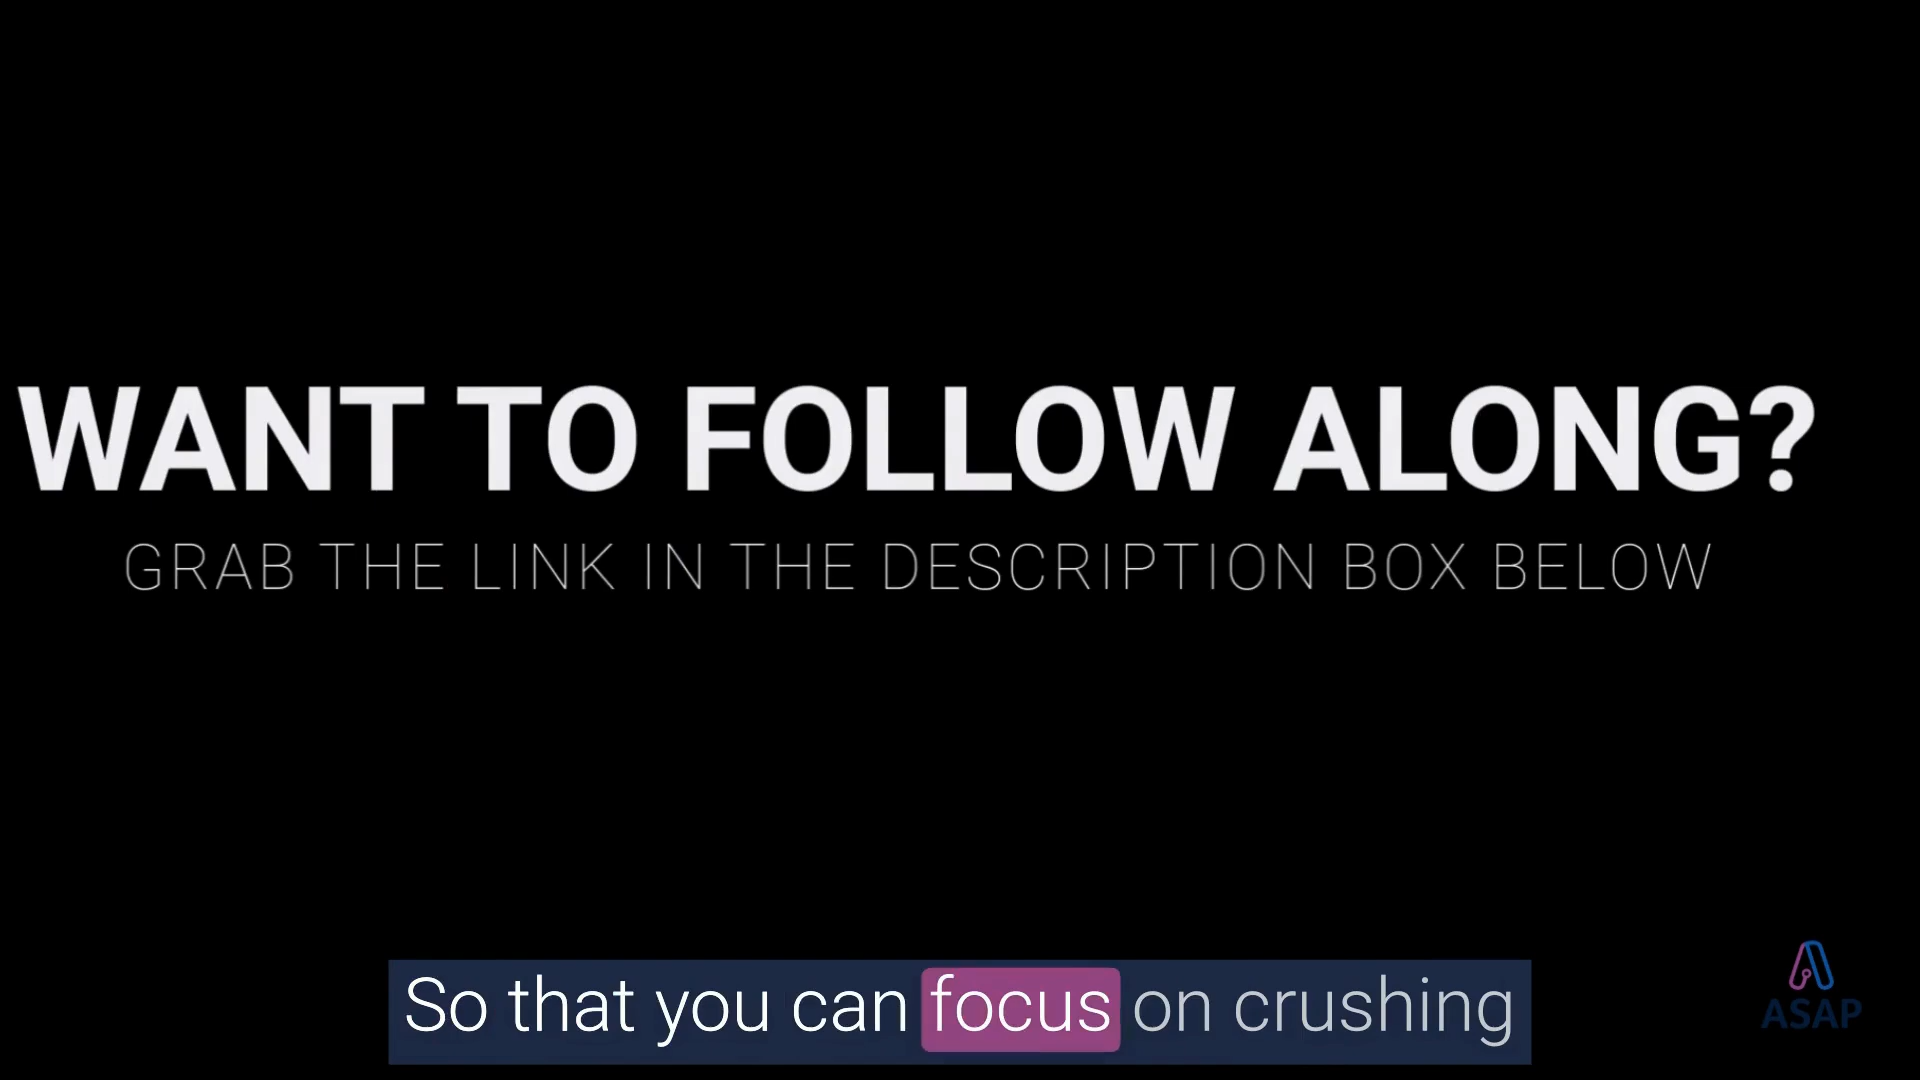 WANT TO FOLLOW ALONG?
GRAB THE LINK IN THE DESCRIPTION BOX BELOW
So that you can focus on crushing
ASAP